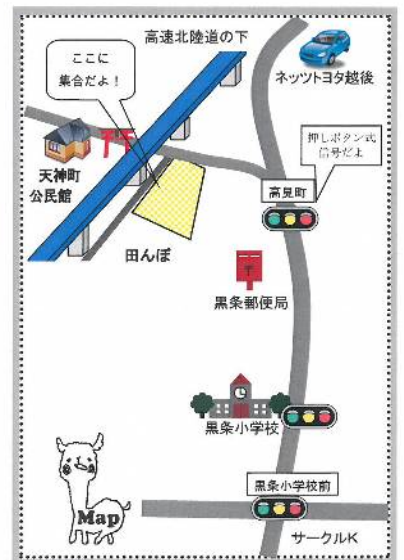 高速北陸道の下
ここに
集合だよ！
ネッツトヨタ越後
押しボタン式
信号だよ
天神町
公民館
高見町
田んぼ
〒
黒条郵便局
黒条小学校
黒条小学校前
Map
サークルK